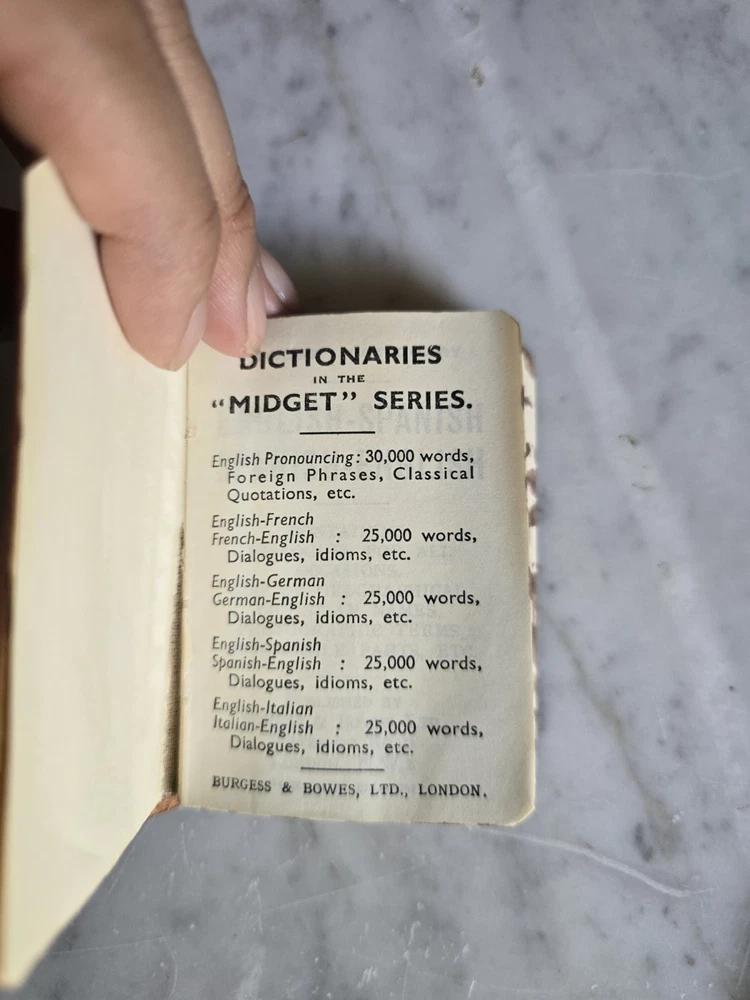 DICTIONARIES
IN THE
“MIDGET” SERIES.
English Pronouncing: 30,000 words,
Foreign Phrases, Classical
Quotations, etc.
English-French
French-English : 25,000 words,
Dialogues, idioms, etc.
English-German
German-English : 25,000 words,
Dialogues, idioms, etc.
English-Spanish
Spanish-English : 25,000 words,
Dialogues, idioms, etc.
English-Italian
Italian-English : 25,000 words,
Dialogues, idioms, etc.
BURGESS & BOWES, LTD., LONDON.